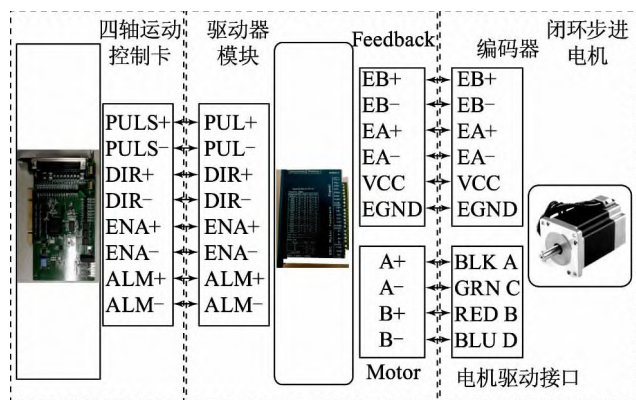 四轴运动
控制卡
PULS+ PUL+
PULS− PUL−
DIR+ DIR+
DIR− DIR−
ENA+ ENA+
ENA− ENA−
ALM+ ALM+
ALM− ALM−
驱动器
模块
Feedback
EB+ EB+
EB− EB−
EA+ EA+
EA− EA−
VCC VCC
EGND EGND
编码器
闭环步进
电机
A+ BLK A
A− GRN C
B+ RED B
B− BLU D
Motor
电机驱动接口